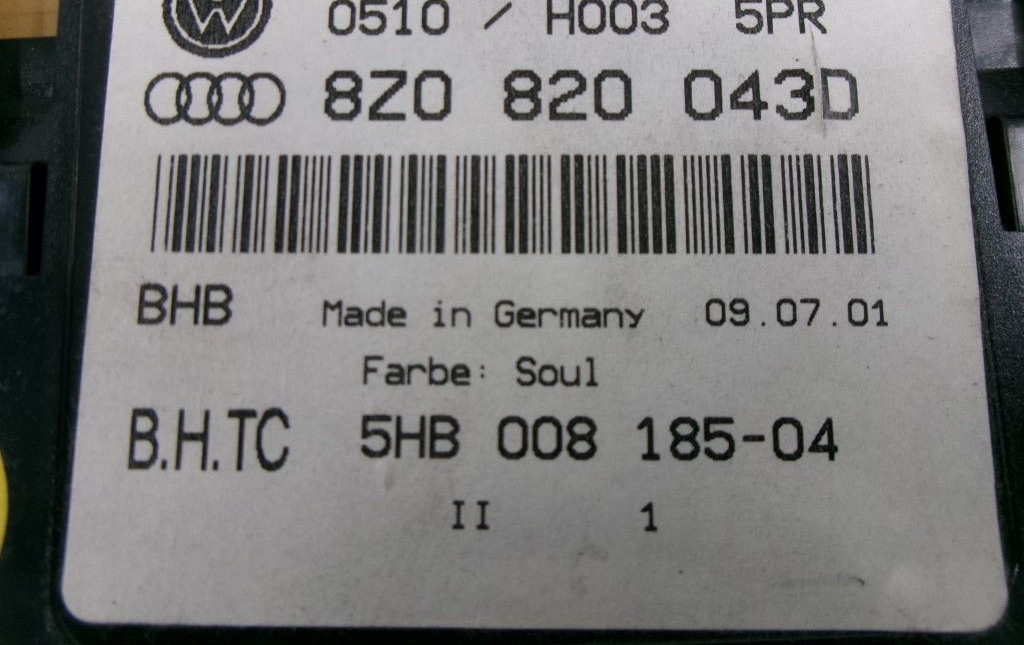 0510 / H003 5PR
8Z0 820 043D
BHB Made in Germany 09.07.01
Farbe: Soul
B.H.TC 5HB 008 185-04
II 1